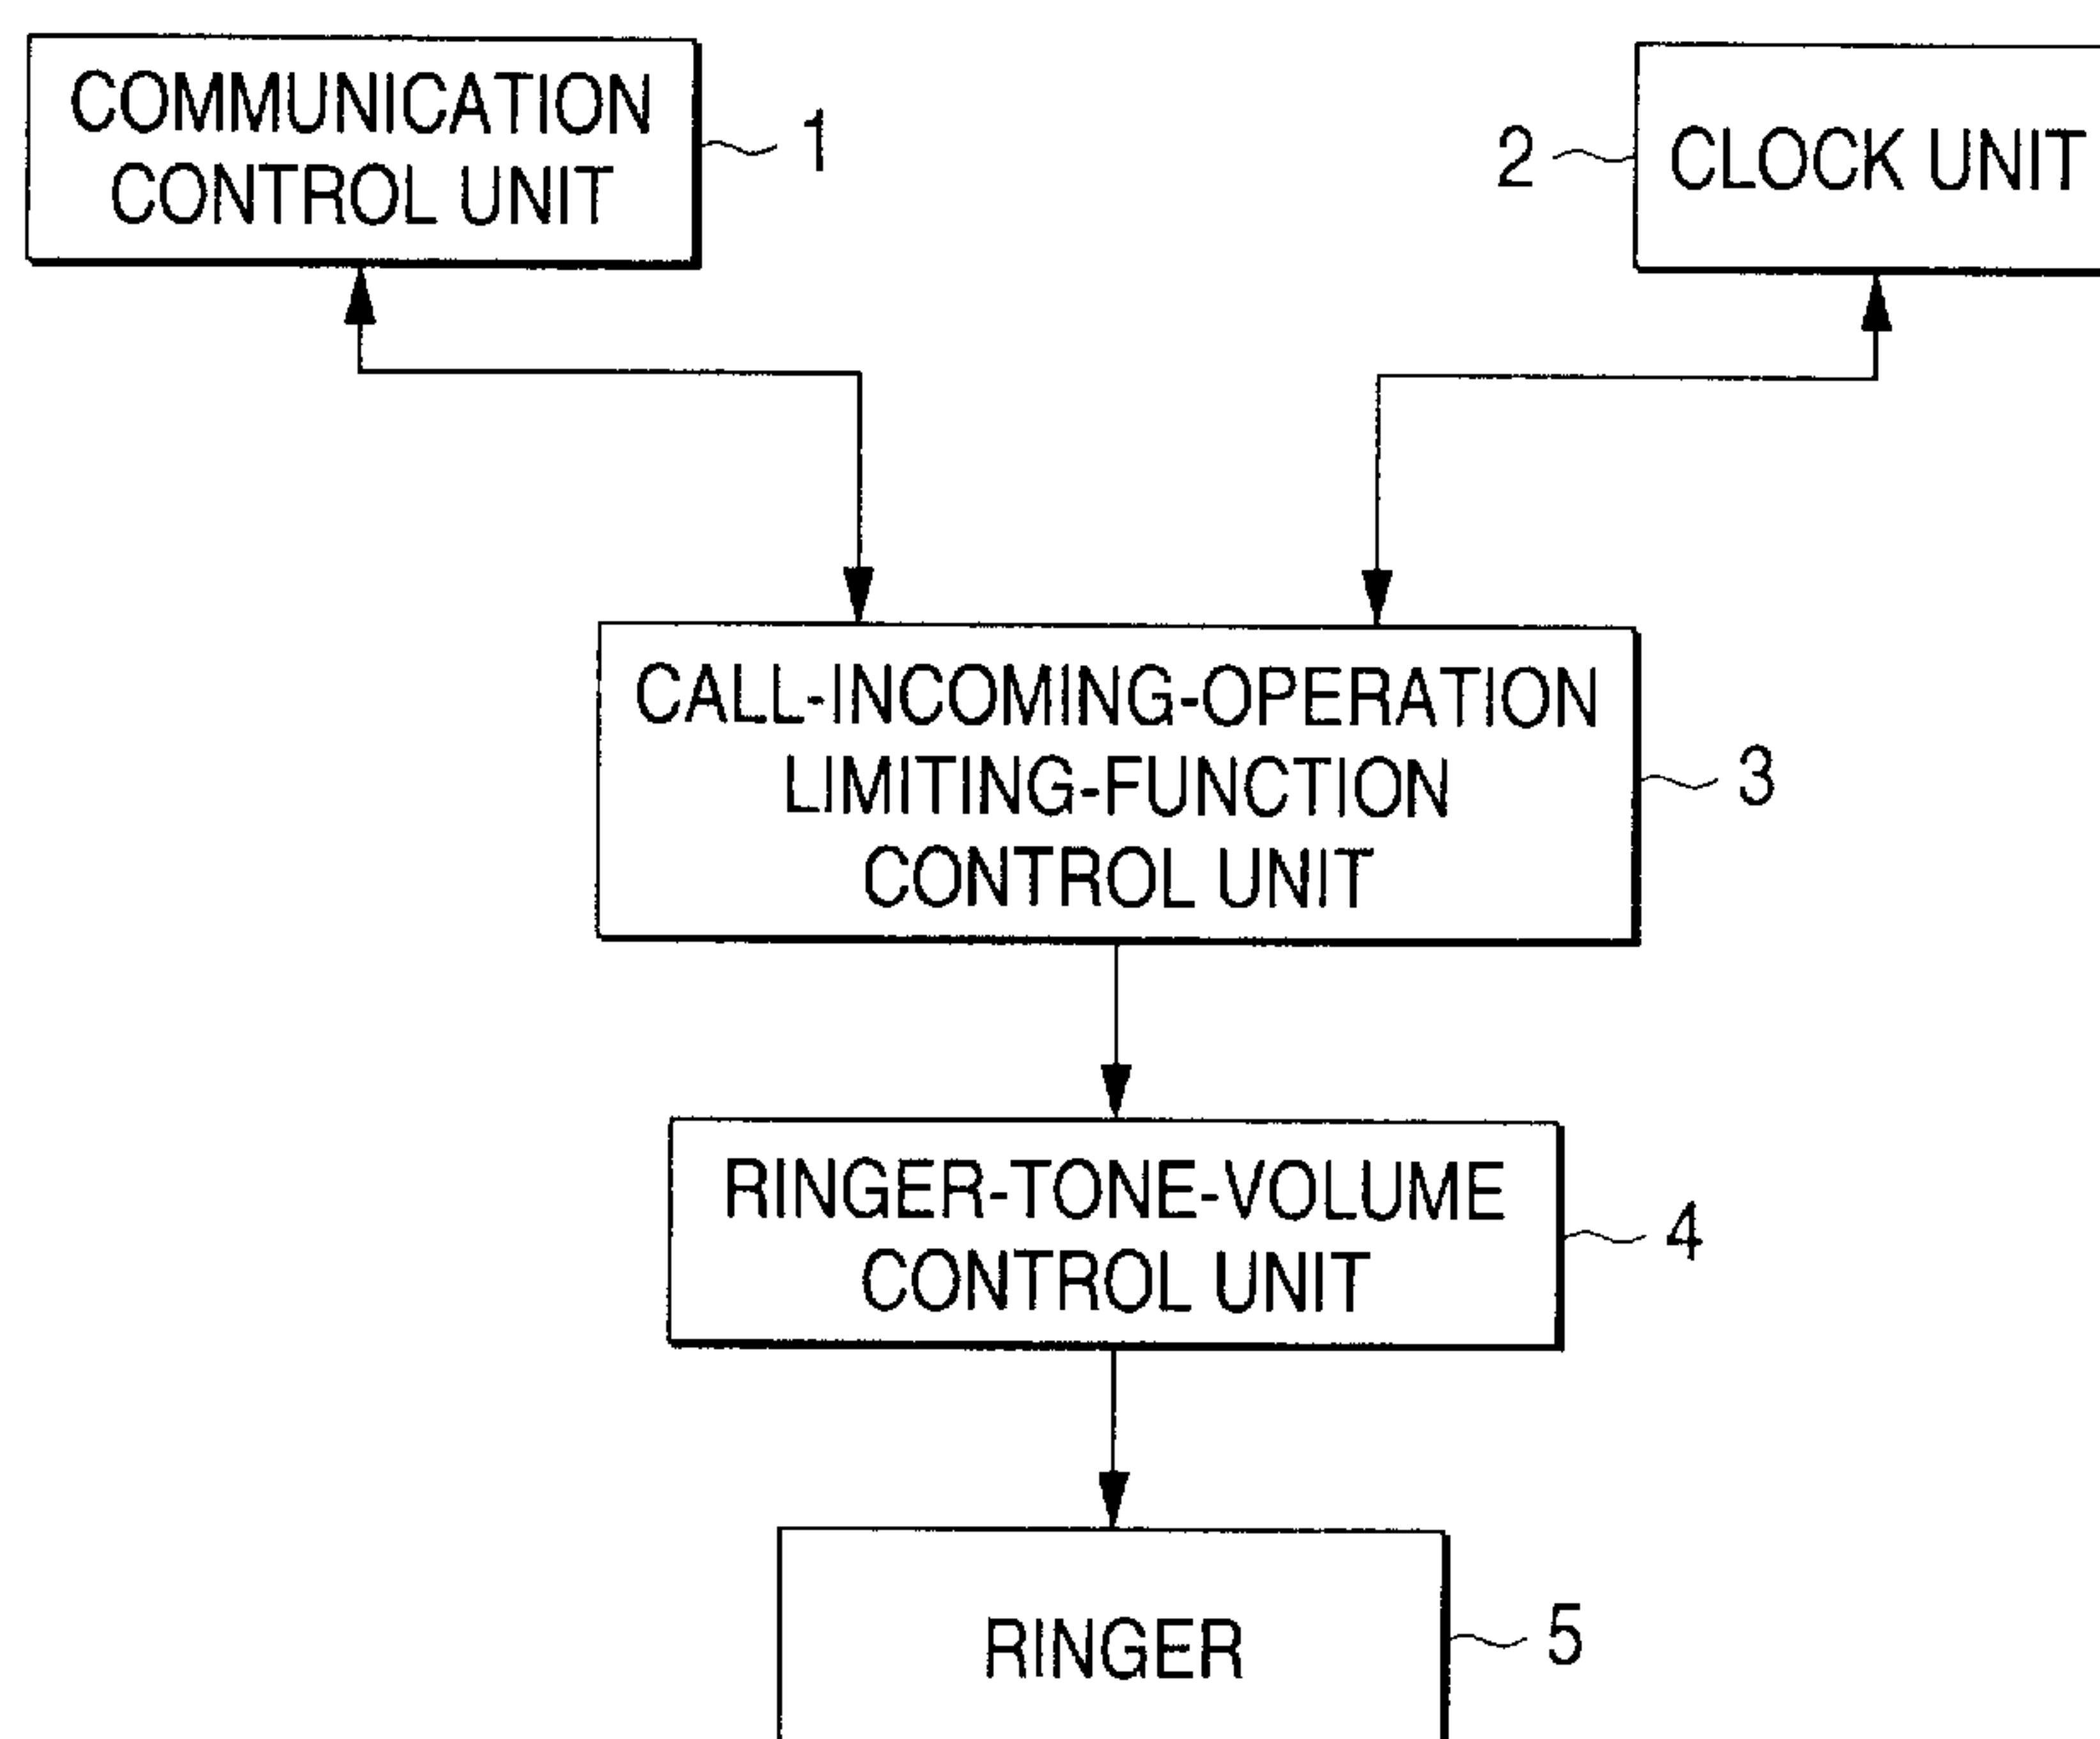 COMMUNICATION
CONTROL UNIT
1
2
CLOCK UNIT
CALL-INCOMING-OPERATION
LIMITING-FUNCTION
CONTROL UNIT
3
RINGER-TONE-VOLUME
CONTROL UNIT
4
RINGER
5